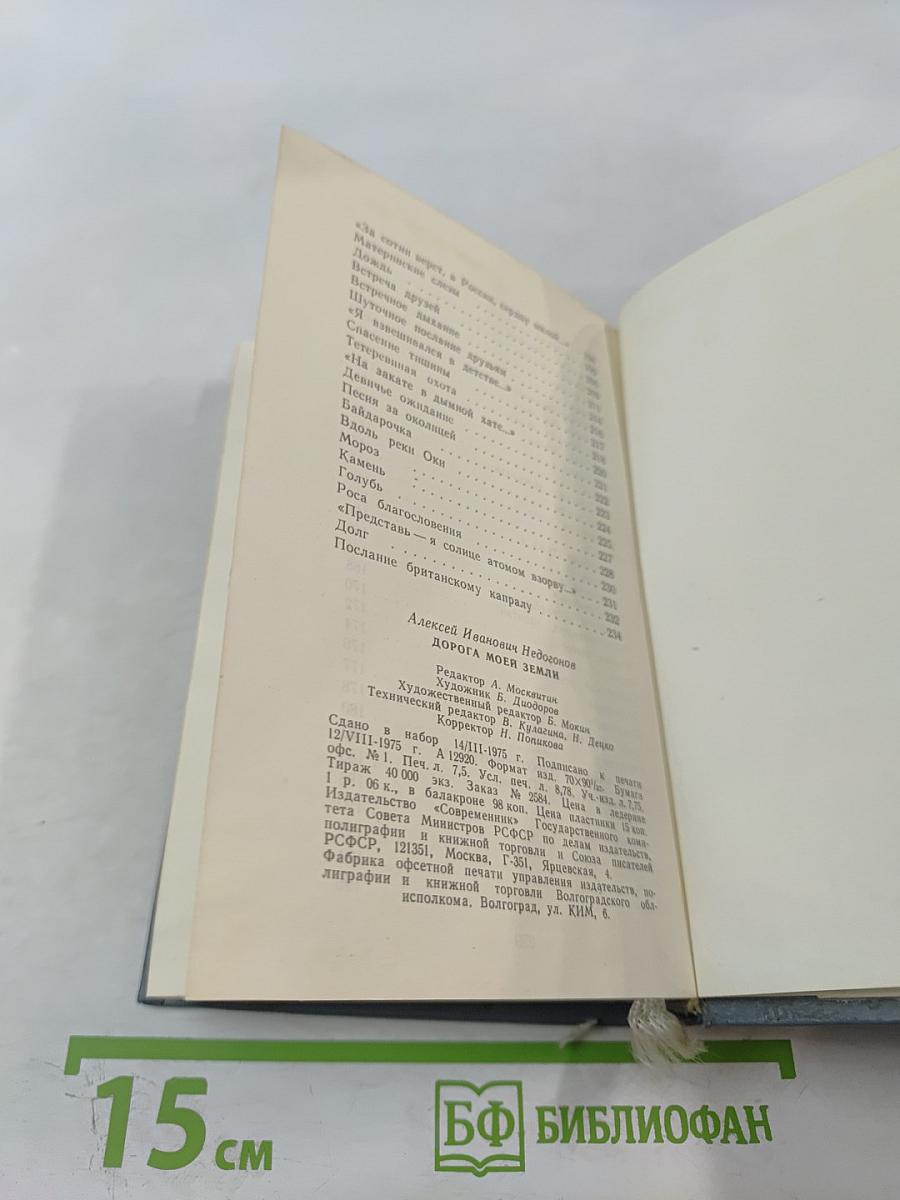 «За сотни верст, в России, сердцу милой...»
Материнские слезы
Дождь
Встреча друзей
Встречное дыхание
Шуточное послание друзьям
«Я взвешивался в детстве...»
Спасение тишины
Тетеревиная охота
«На закате в дымной хате...»
Девичье ожидание
Песня за околицей
Байдарочка
Вдоль реки Оки
Мороз
Камень
Голубь
Роса благословения
«Представь — я солнце атомом взорву...» 231
Долг 232
Послание британскому капралу 234
Алексей Иванович Недогонов
ДОРОГА МОЕЙ ЗЕМЛИ
Редактор А. Москвитин
Художник Б. Диодоров
Художественный редактор Б. Мокин
Технический редактор В. Кулагина, Н. Децко
Корректор Н. Попикова
Сдано в набор 14/III-1975 г. Подписано к печати
12/VIII-1975 г. А 12920. Формат изд. 70X90¹/₃₂. Бумага
офс. № 1. Печ. л. 7,5. Усл. печ. л. 8,78. Уч.-изд. л. 7,75.
Тираж 40 000 экз. Заказ № 2584. Цена в ледерине
1 р. 06 к., в балакроне 98 коп. Цена пластинки 15 коп.
Издательство «Современник» Государственного коми-
тета Совета Министров РСФСР по делам издательств,
полиграфии и книжной торговли и Союза писателей
РСФСР, 121351, Москва, Г-351, Ярцевская, 4.
Фабрика офсетной печати управления издательств, по-
лиграфии и книжной торговли Волгоградского обл-
исполкома. Волгоград, ул. КИМ, 6.
15 см
БФ БИБЛИОФАН